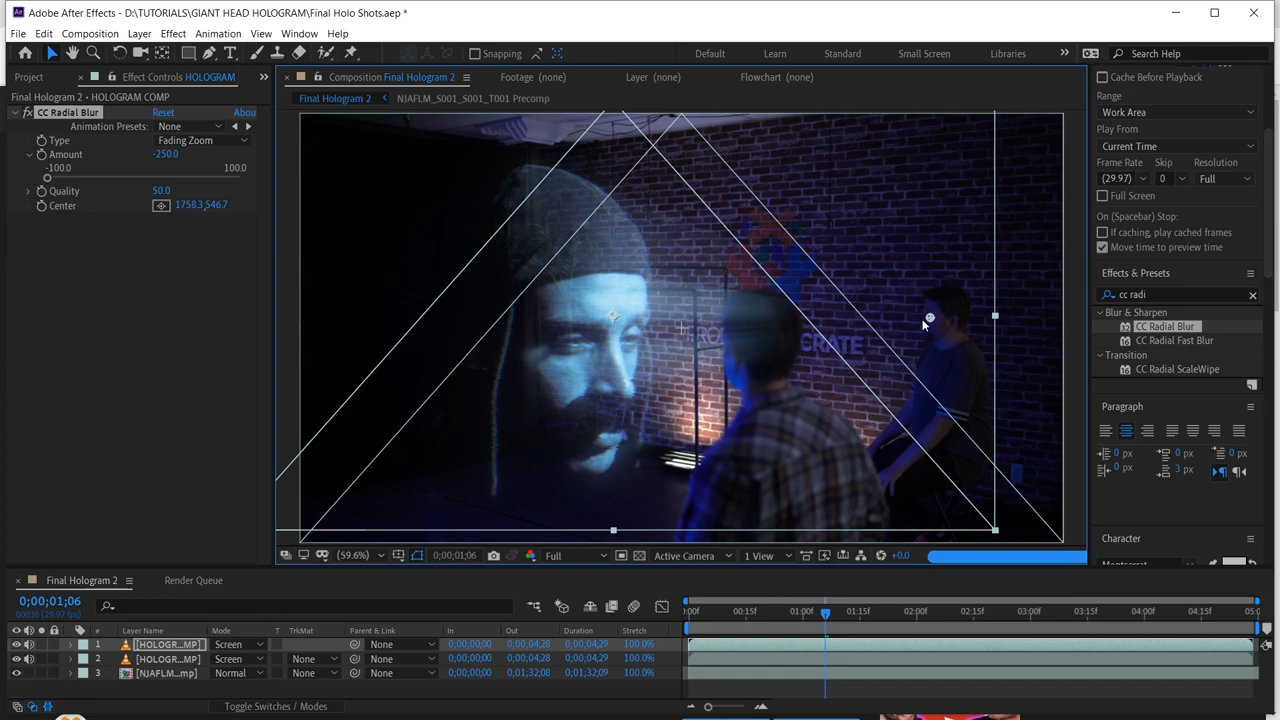 Ae
Adobe After Effects - D:\TUTORIALS\GIANT HEAD HOLOGRAM\Final Holo Shots.aep *
File Edit Composition Layer Effect Animation View Window Help
Snapping
Default Learn Standard Small Screen Libraries
Search Help
Project
Effect Controls HOLOGRAM
Composition Final Hologram 2
Footage (none)
Layer (none)
Flowchart (none)
Final Hologram 2 • HOLOGRAM COMP
Final Hologram 2
NJAFLM_S001_S001_T001 Precomp
fx CC Radial Blur Reset Abou
Animation Presets: None
Type Fading Zoom
Amount -250.0
-100.0 100.0
Quality 50.0
Center 1758.3,546.7
CRATE
Cache Before Playback
Range
Work Area
Play From
Current Time
Frame Rate Skip Resolution
(29.97) 0 Full
Full Screen
On (Spacebar) Stop:
If caching, play cached frames
Move time to preview time
Effects & Presets
cc radi
Blur & Sharpen
CC Radial Blur
CC Radial Fast Blur
Transition
CC Radial ScaleWipe
Paragraph
0 px 0 px 0 px
0 px 3 px
Character
(59.6%) 0;00;01;06 Full Active Camera 1 View +0.0
Final Hologram 2
Render Queue
0;00;01;06
00036 (29.97 fps)
:00f 00:15f 01:00f 01:15f 02:00f 02:15f 03:00f 03:15f 04:00f 04:15f 05:0
# Layer Name Mode T TrkMat Parent & Link In Out Duration Stretch
1 [HOLOGR...MP] Screen None 0;00;00;00 0;00;04;28 0;00;04;29 100.0%
2 [HOLOGR...MP] Screen None None 0;00;00;00 0;00;04;28 0;00;04;29 100.0%
3 [NJAFLM...mp] Normal None None 0;00;00;00 0;01;32;08 0;01;32;09 100.0%
Toggle Switches / Modes